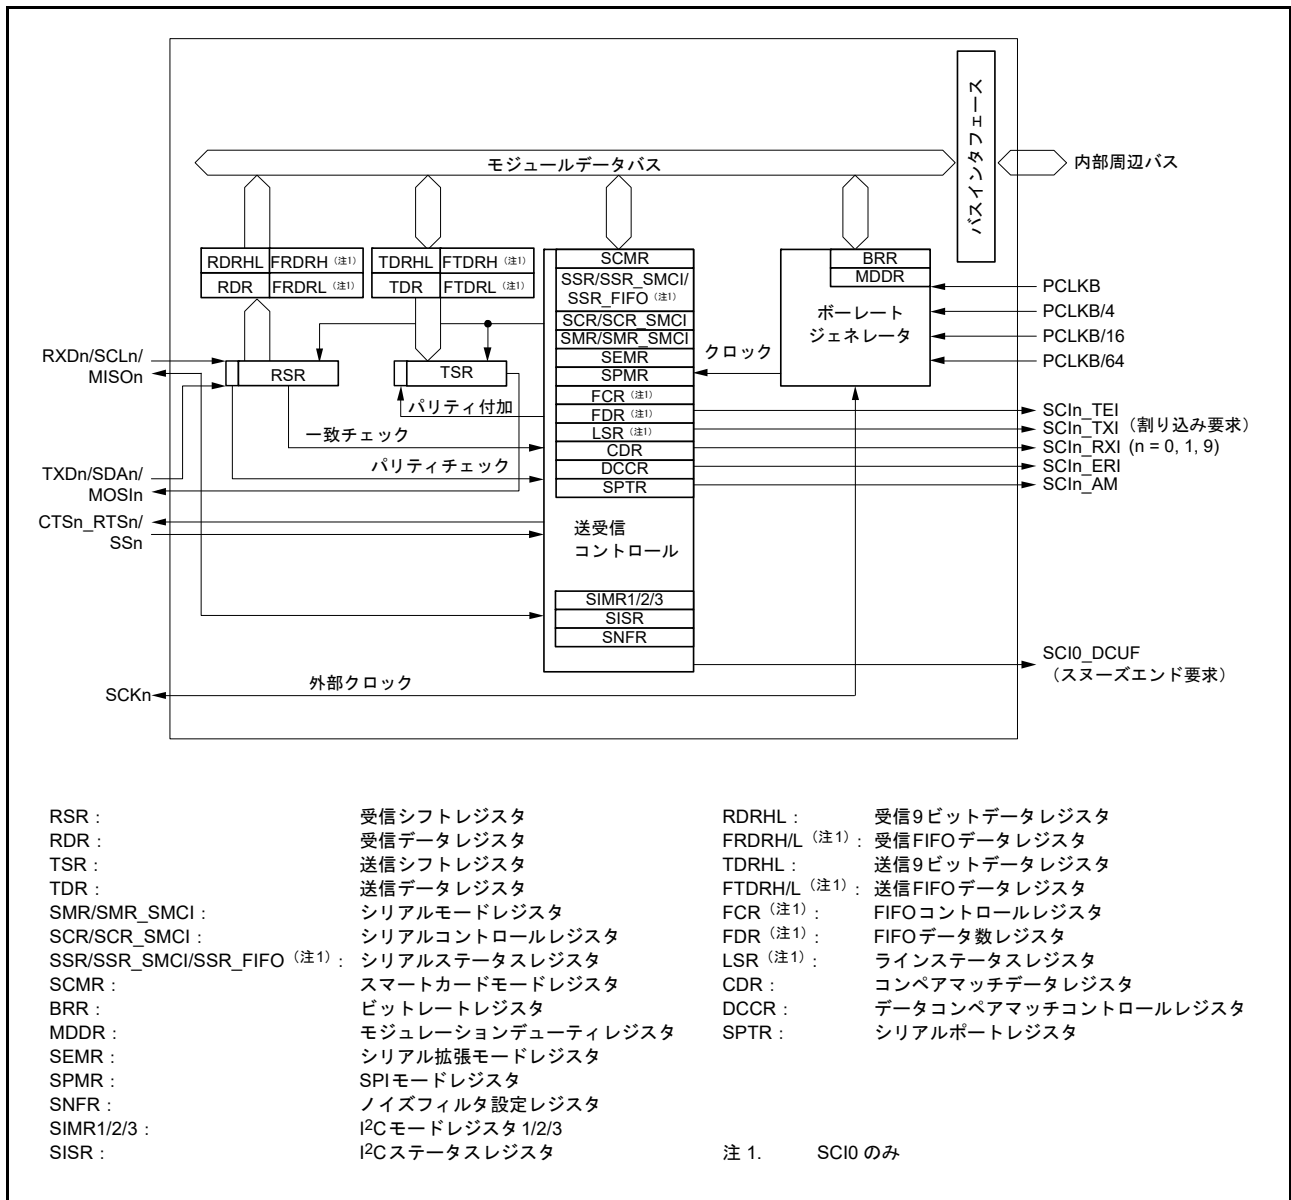 バスインタフェース
モジュールデータバス
内部周辺バス
RDRHL FRDRH（注1）
RDR FRDRL（注1）
TDRHL FTDRH（注1）
TDR FTDRL（注1）
SCMR
SSR/SSR_SMCI/
SSR_FIFO（注1）
SCR/SCR_SMCI
SMR/SMR_SMCI
SEMR
SPMR
FCR（注1）
FDR（注1）
LSR（注1）
CDR
DCCR
SPTR
送受信
コントロール
SIMR1/2/3
SISR
SNFR
BRR
MDDR
ボーレート
ジェネレータ
クロック
PCLKB
PCLKB/4
PCLKB/16
PCLKB/64
RXDn/SCLn/
MISOn
RSR
TSR
パリティ付加
一致チェック
パリティチェック
TXDn/SDAn/
MOSIn
CTSn_RTSn/
SSn
SCIn_TEI
SCIn_TXI（割り込み要求）
SCIn_RXI (n = 0, 1, 9)
SCIn_ERI
SCIn_AM
SCI0_DCUF
（スヌーズエンド要求）
外部クロック
SCKn
RSR： 受信シフトレジスタ
RDR： 受信データレジスタ
TSR： 送信シフトレジスタ
TDR： 送信データレジスタ
SMR/SMR_SMCI： シリアルモードレジスタ
SCR/SCR_SMCI： シリアルコントロールレジスタ
SSR/SSR_SMCI/SSR_FIFO（注1）： シリアルステータスレジスタ
SCMR： スマートカードモードレジスタ
BRR： ビットレートレジスタ
MDDR： モジュレーションデューティレジスタ
SEMR： シリアル拡張モードレジスタ
SPMR： SPIモードレジスタ
SNFR： ノイズフィルタ設定レジスタ
SIMR1/2/3： I²Cモードレジスタ1/2/3
SISR： I²Cステータスレジスタ
RDRHL： 受信9ビットデータレジスタ
FRDRH/L（注1）： 受信FIFOデータレジスタ
TDRHL： 送信9ビットデータレジスタ
FTDRH/L（注1）： 送信FIFOデータレジスタ
FCR（注1）： FIFOコントロールレジスタ
FDR（注1）： FIFOデータ数レジスタ
LSR（注1）： ラインステータスレジスタ
CDR： コンペアマッチデータレジスタ
DCCR： データコンペアマッチコントロールレジスタ
SPTR： シリアルポートレジスタ
注 1. SCI0 のみ